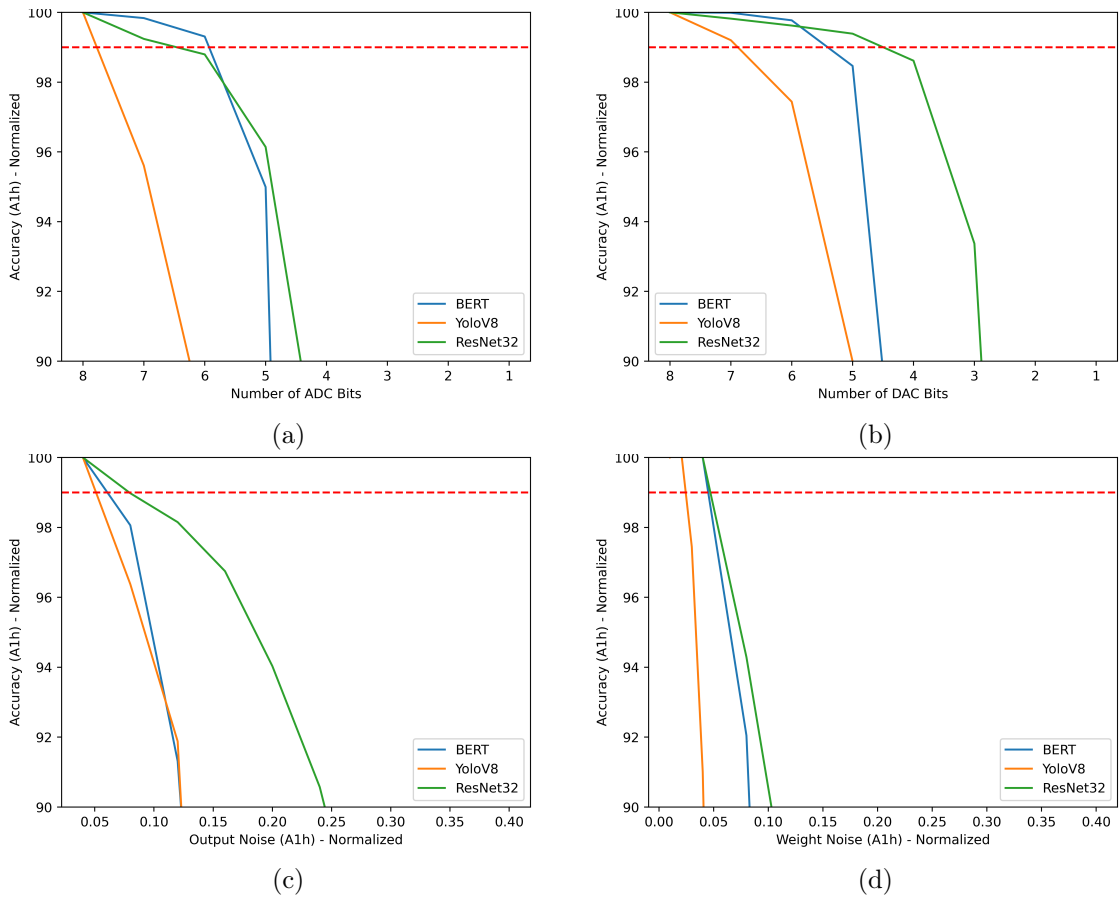 100
98
96
94
92
90
Accuracy (A1h) - Normalized
BERT
YoloV8
ResNet32
8 7 6 5 4 3 2 1
Number of ADC Bits
(a)
100
98
96
94
92
90
Accuracy (A1h) - Normalized
BERT
YoloV8
ResNet32
8 7 6 5 4 3 2 1
Number of DAC Bits
(b)
100
98
96
94
92
90
Accuracy (A1h) - Normalized
BERT
YoloV8
ResNet32
0.05 0.10 0.15 0.20 0.25 0.30 0.35 0.40
Output Noise (A1h) - Normalized
(c)
100
98
96
94
92
90
Accuracy (A1h) - Normalized
BERT
YoloV8
ResNet32
0.00 0.05 0.10 0.15 0.20 0.25 0.30 0.35 0.40
Weight Noise (A1h) - Normalized
(d)